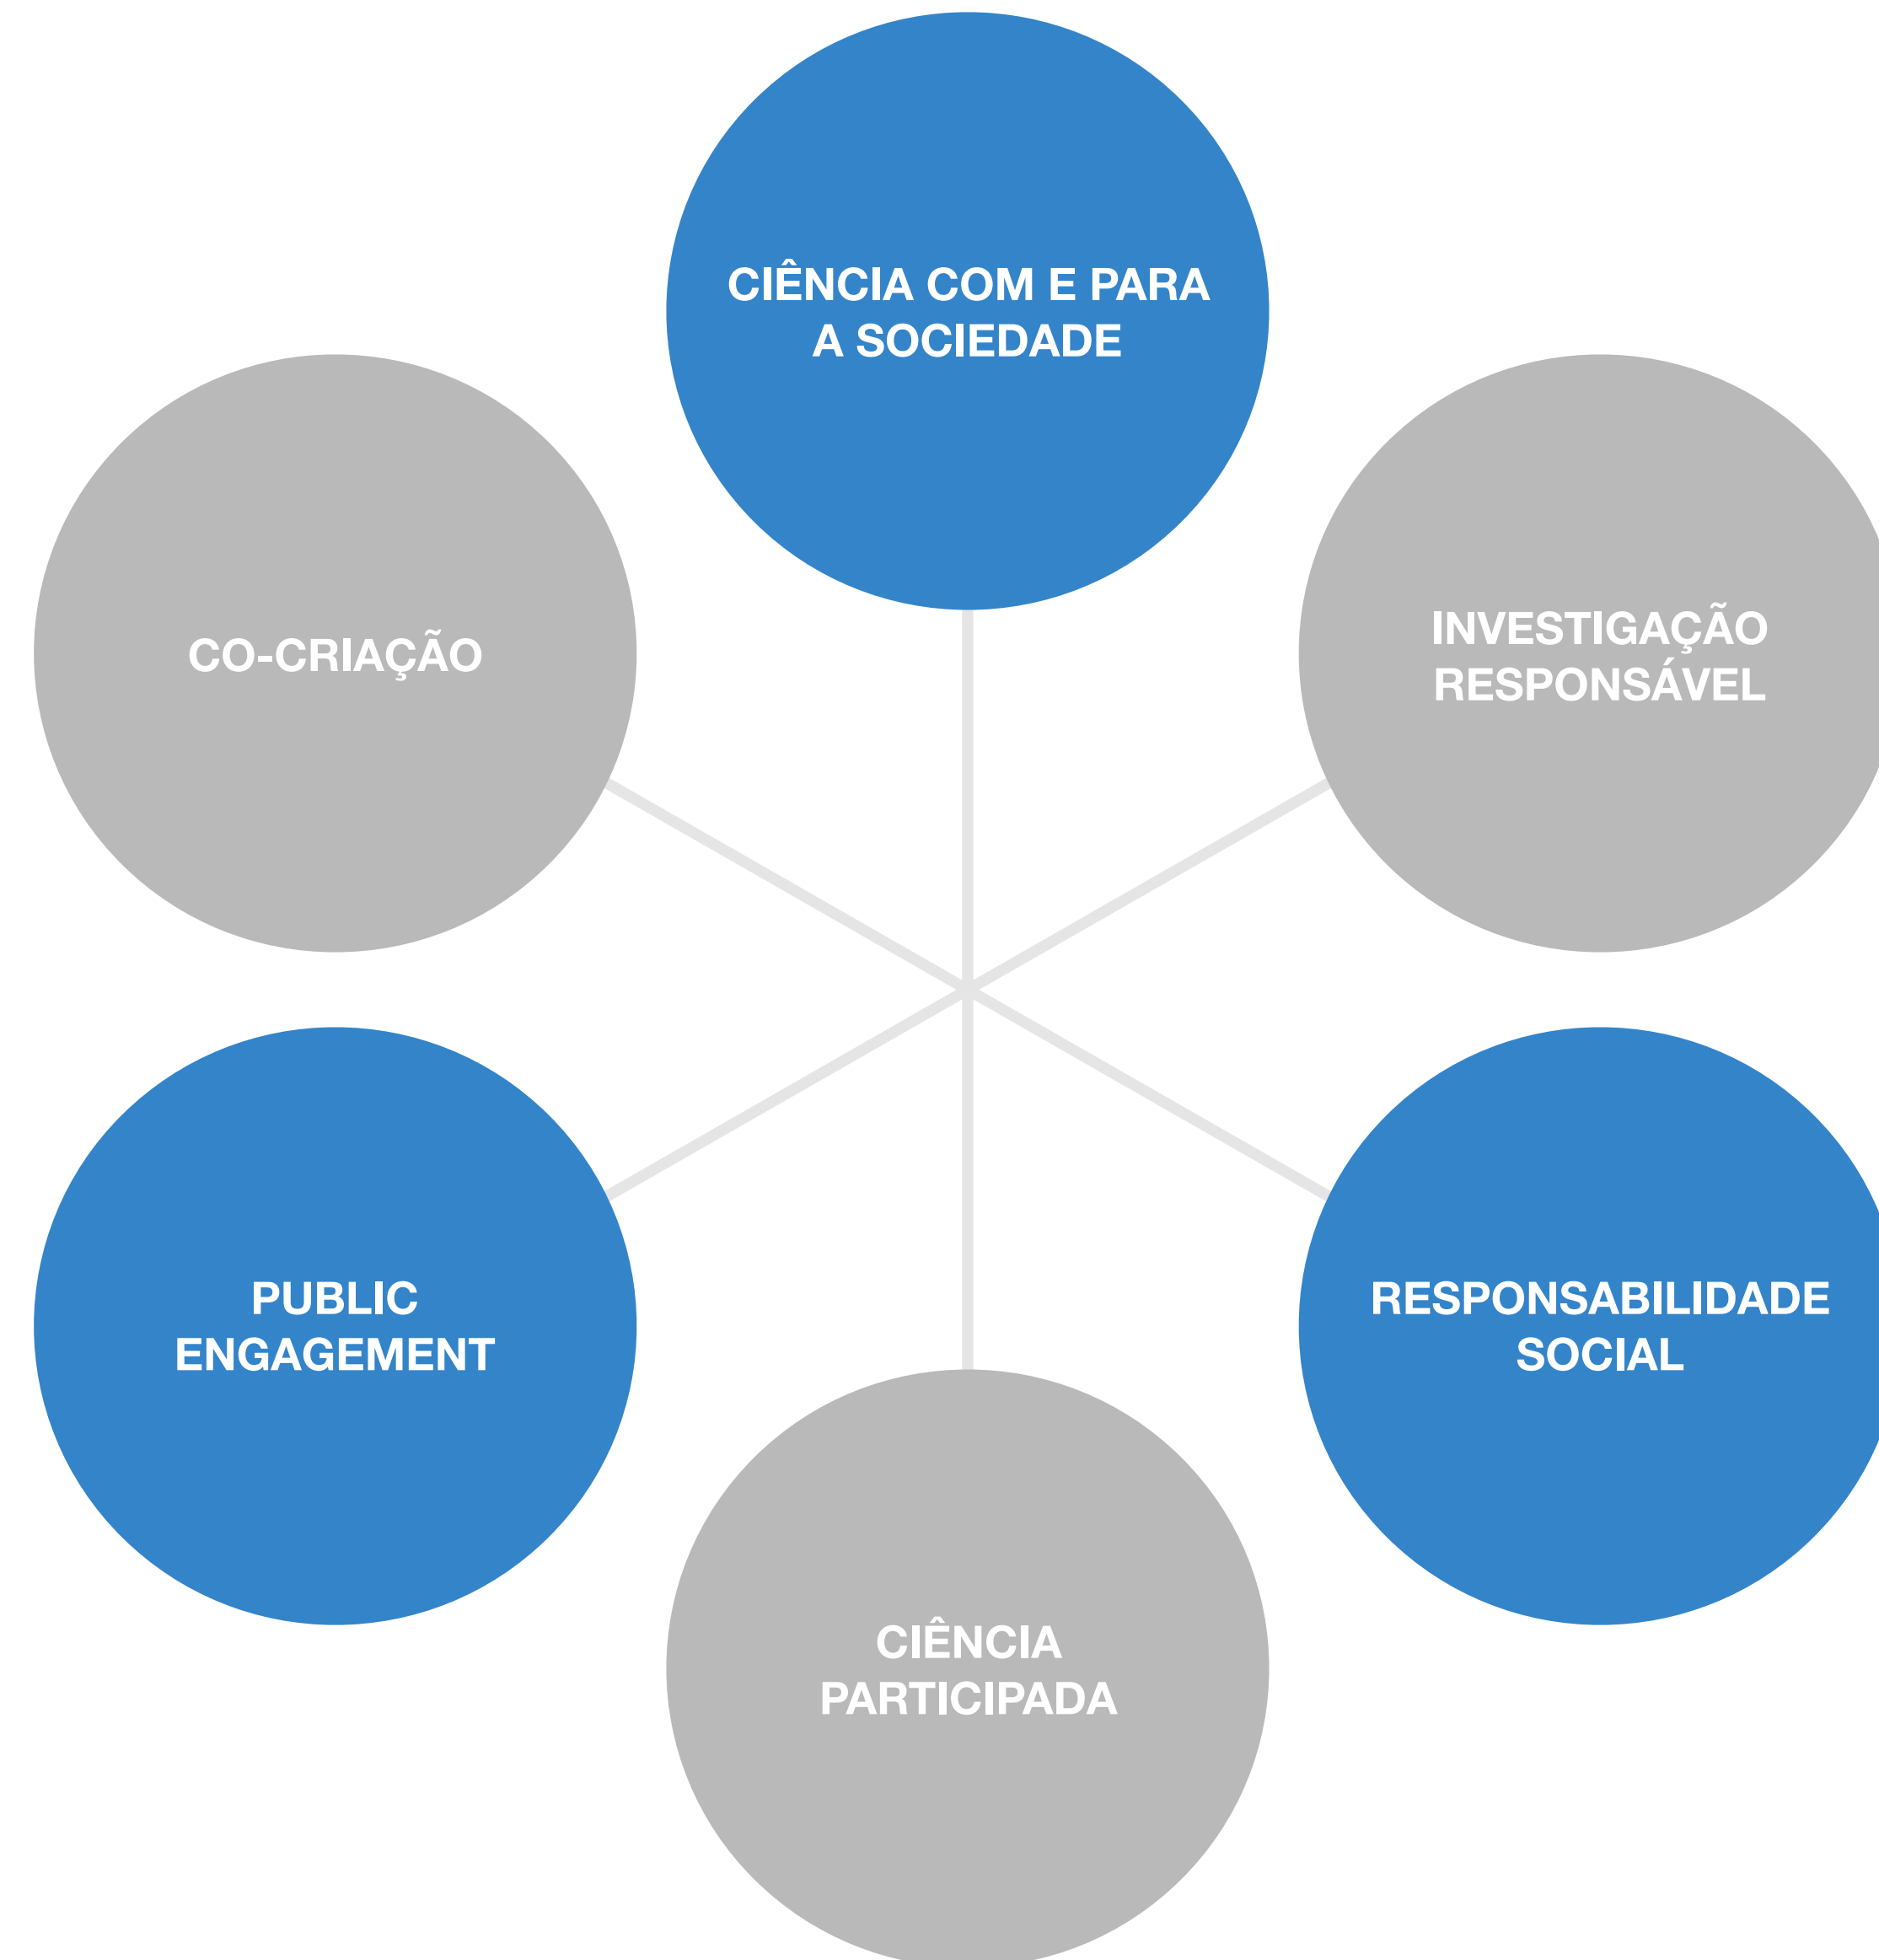 CIÊNCIA COM E PARA
A SOCIEDADE
CO-CRIAÇÃO
INVESTIGAÇÃO
RESPONSÁVEL
PUBLIC
ENGAGEMENT
RESPONSABILIDADE
SOCIAL
CIÊNCIA
PARTICIPADA